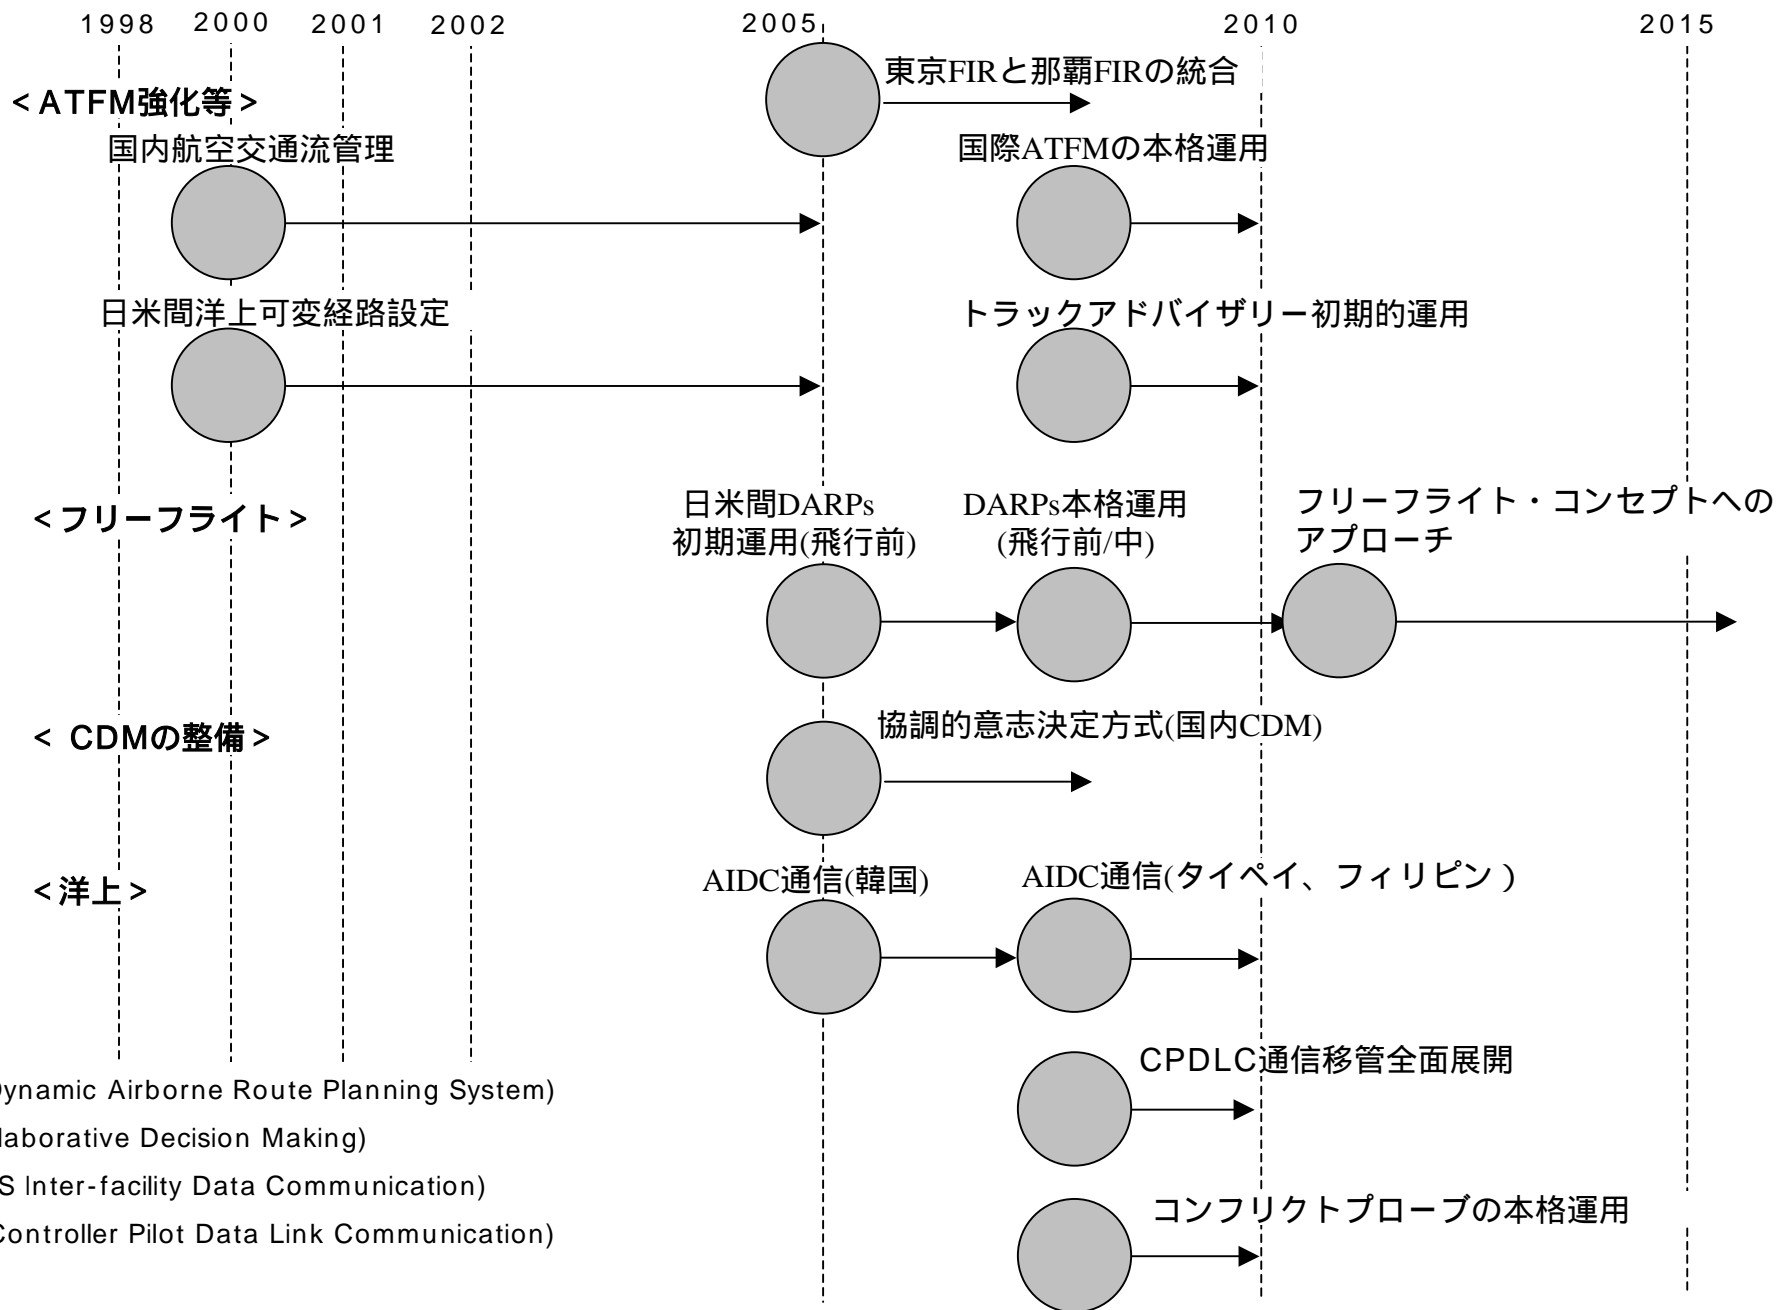 1998 2000 2001 2002 2005 2010 2015
東京FIRと那覇FIRの統合
<ATFM強化等>
国内航空交通流管理 国際ATFMの本格運用
日米間洋上可変経路設定 トラックアドバイザリー初期的運用
<フリーフライト>
日米間DARPs
初期運用(飛行前)
DARPs本格運用
(飛行前/中)
フリーフライト・コンセプトへの
アプローチ
< CDMの整備>
協調的意志決定方式(国内CDM)
<洋上>
AIDC通信(韓国) AIDC通信(タイペイ、フィリピン)
CPDLC通信移管全面展開
ynamic Airborne Route Planning System)
laborative Decision Making)
S Inter-facility Data Communication)
コンフリクトプローブの本格運用
Controller Pilot Data Link Communication)